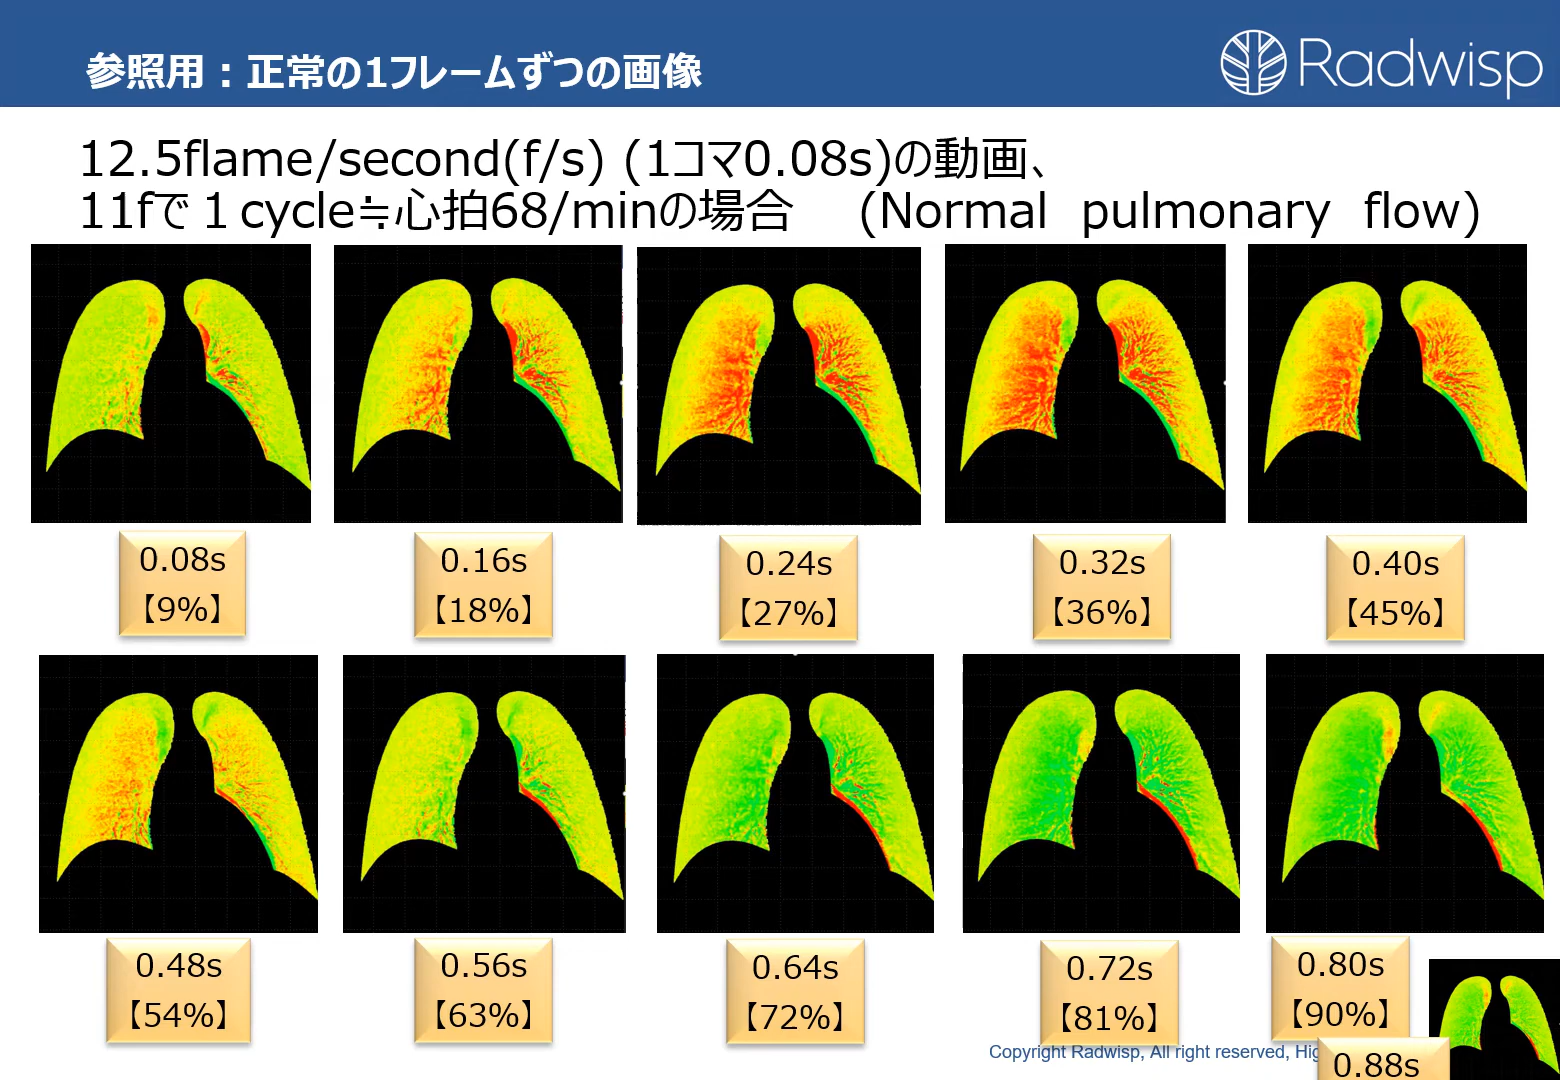 参照用：正常の1フレームずつの画像
Radwisp
12.5flame/second(f/s) (1コマ0.08s)の動画、
11fで１cycle≒心拍68/minの場合　(Normal pulmonary flow)
0.08s
【9%】
0.16s
【18%】
0.24s
【27%】
0.32s
【36%】
0.40s
【45%】
0.48s
【54%】
0.56s
【63%】
0.64s
【72%】
0.72s
【81%】
0.80s
【90%】
Copyright Radwisp, All right reserved,
0.88s